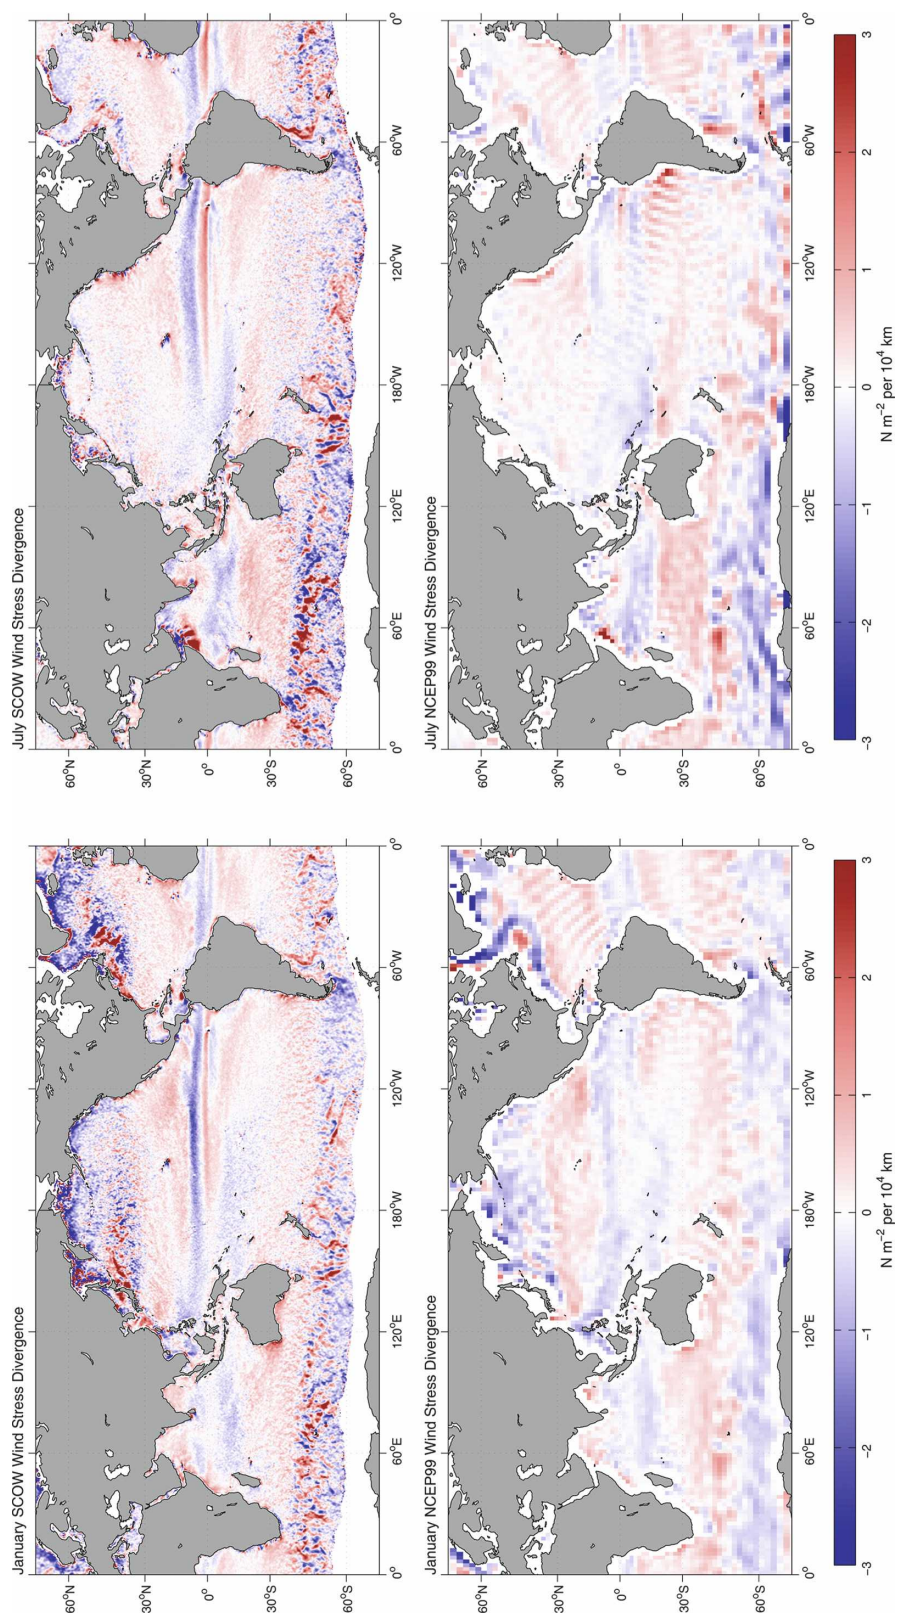 January SCOW Wind Stress Divergence
60°N
30°N
0°
30°S
60°S
0° 60°E 120°E 180°W 120°W 60°W 0°
July SCOW Wind Stress Divergence
60°N
30°N
0°
30°S
60°S
0° 60°E 120°E 180°W 120°W 60°W 0°
January NCEP99 Wind Stress Divergence
60°N
30°N
0°
30°S
60°S
0° 60°E 120°E 180°W 120°W 60°W 0°
July NCEP99 Wind Stress Divergence
60°N
30°N
0°
30°S
60°S
0° 60°E 120°E 180°W 120°W 60°W 0°
−3 −2 −1 0 1 2 3
N m⁻² per 10⁴ km
−3 −2 −1 0 1 2 3
N m⁻² per 10⁴ km